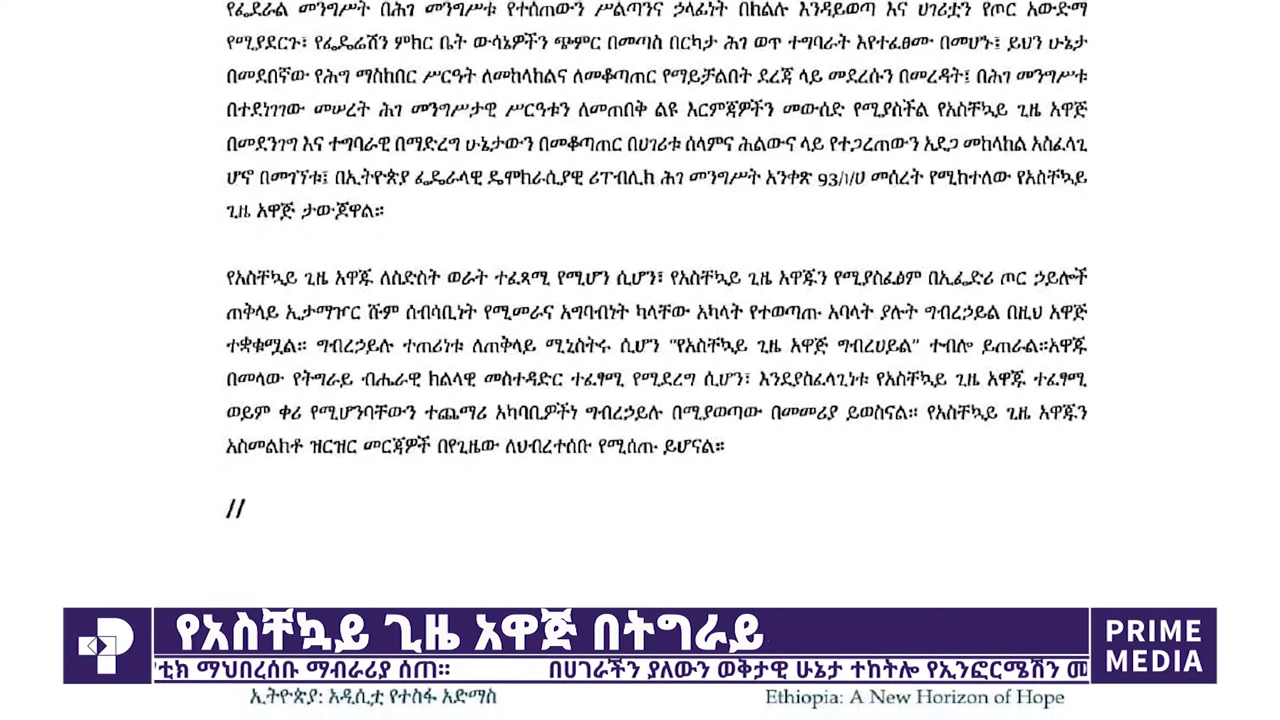 የፌደራል መንግሥት በሕገ መንግሥቱ የተሰጠውን ሥልጣንና ኃላፊነት በክልሉ እንዳይወጣ እና ሀገሪቷን የጦር አውድማ
የሚያደርጉ፣ የፌዴሬሽን ምክር ቤት ውሳኔዎችን ጭምር በመጣስ በርካታ ሕገ ወጥ ተግባራት እየተፈፀሙ በመሆኑ፤ ይህን ሁኔታ
በመደበኛው የሕግ ማስከበር ሥርዓት ለመከላከልና ለመቆጣጠር የማይቻልበት ደረጃ ላይ መደረሱን በመረዳት፤ በሕገ መንግሥቱ
በተደነገገው መሠረት ሕገ መንግሥታዊ ሥርዓቱን ለመጠበቅ ልዩ እርምጃዎችን መውሰድ የሚያስችል የአስቸኳይ ጊዜ አዋጅ
በመደንገግ እና ተግባራዊ በማድረግ ሁኔታውን በመቆጣጠር በሀገሪቱ ሰላምና ሕልውና ላይ የተጋረጠውን አደጋ መከላከል አስፈላጊ
ሆኖ በመገኘቱ፤ በኢትዮጵያ ፌዴራላዊ ዴሞክራሲያዊ ሪፐብሊክ ሕገ መንግሥት አንቀጽ 93/1/ሀ መሰረት የሚከተለው የአስቸኳይ
ጊዜ አዋጅ ታውጆዋል።
የአስቸኳይ ጊዜ አዋጁ ለስድስት ወራት ተፈጻሚ የሚሆን ሲሆን፣ የአስቸኳይ ጊዜ አዋጁን የሚያስፈፅም በኢፌድሪ ጦር ኃይሎች
ጠቅላይ ኢታማዦር ሹም ሰብሳቢነት የሚመራና አግባብነት ካላቸው አካላት የተወጣጡ አባላት ያሉት ግብረኃይል በዚህ አዋጅ
ተቋቁሟል። ግብረኃይሉ ተጠሪነቱ ለጠቅላይ ሚኒስትሩ ሲሆን “የአስቸኳይ ጊዜ አዋጅ ግብረሀይል” ተብሎ ይጠራል።አዋጁ
በመላው የትግራይ ብሔራዊ ክልላዊ መስተዳድር ተፈፃሚ የሚደረግ ሲሆን፣ እንደያስፈላጊነቱ የአስቸኳይ ጊዜ አዋጁ ተፈፃሚ
ወይም ቀሪ የሚሆንባቸውን ተጨማሪ አካባቢዎችነ ግብረኃይሉ በሚያወጣው በመመሪያ ይወስናል። የአስቸኳይ ጊዜ አዋጁን
አስመልክቶ ዝርዝር መርጃዎች በየጊዜው ለህብረተሰቡ የሚሰጡ ይሆናል።
//
የአስቸኳይ ጊዜ አዋጅ በትግራይ
PRIME
MEDIA
ቲክ ማህበረሰቡ ማብራሪያ ሰጠ። በሀገራችን ያለውን ወቅታዊ ሁኔታ ተከትሎ የኢንፎርሜሽን መ
ኢትዮጵያ: አዲሲቷ የተስፋ አድማስ
Ethiopia: A New Horizon of Hope